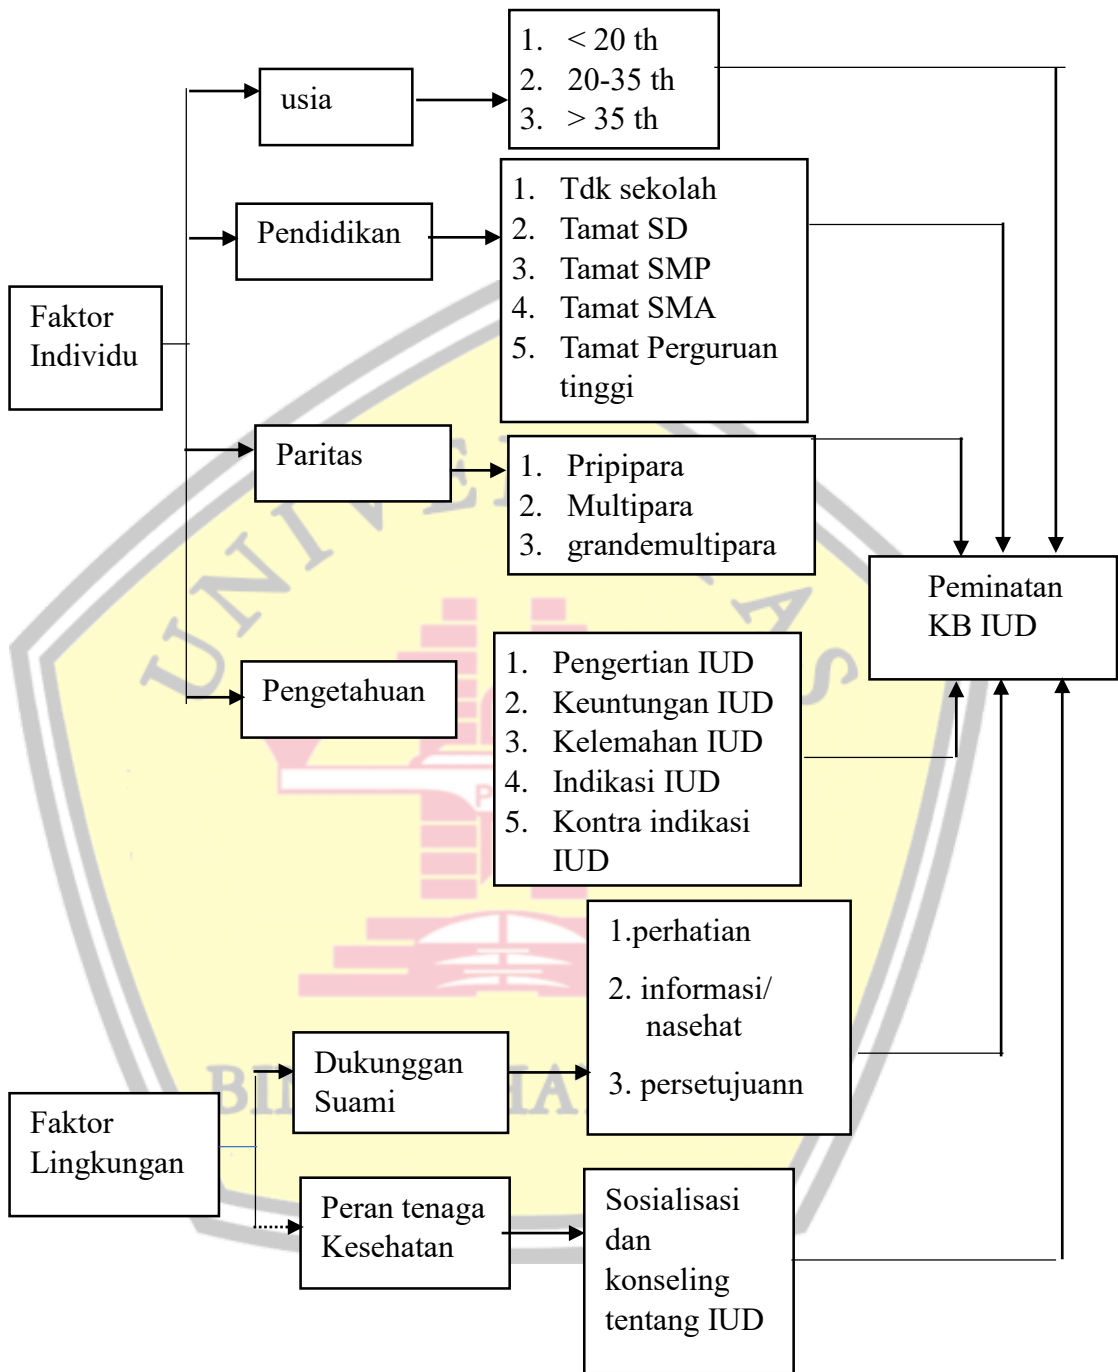 1. < 20 th
2. 20-35 th
3. > 35 th
usia
1. Tdk sekolah
2. Tamat SD
3. Tamat SMP
4. Tamat SMA
5. Tamat Perguruan
tinggi
Pendidikan
Faktor
Individu
Paritas
1. Pripipara
2. Multipara
3. grandemultipara
Peminatan
KB IUD
Pengetahuan
1. Pengertian IUD
2. Keuntungan IUD
3. Kelemahan IUD
4. Indikasi IUD
5. Kontra indikasi
IUD
1.perhatian
2. informasi/
nasehat
3. persetujuann
Dukunggan
Suami
Faktor
Lingkungan
Peran tenaga
Kesehatan
Sosialisasi
dan
konseling
tentang IUD